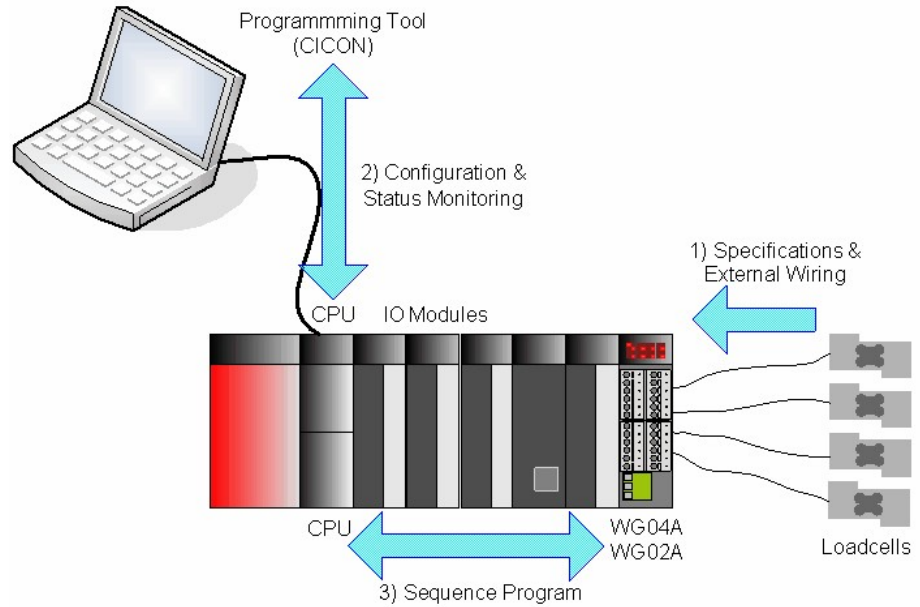 Programmming Tool
(CICON)
2) Configuration &
Status Monitoring
1) Specifications &
External Wiring
CPU
IO Modules
CPU
WG04A
WG02A
Loadcells
3) Sequence Program